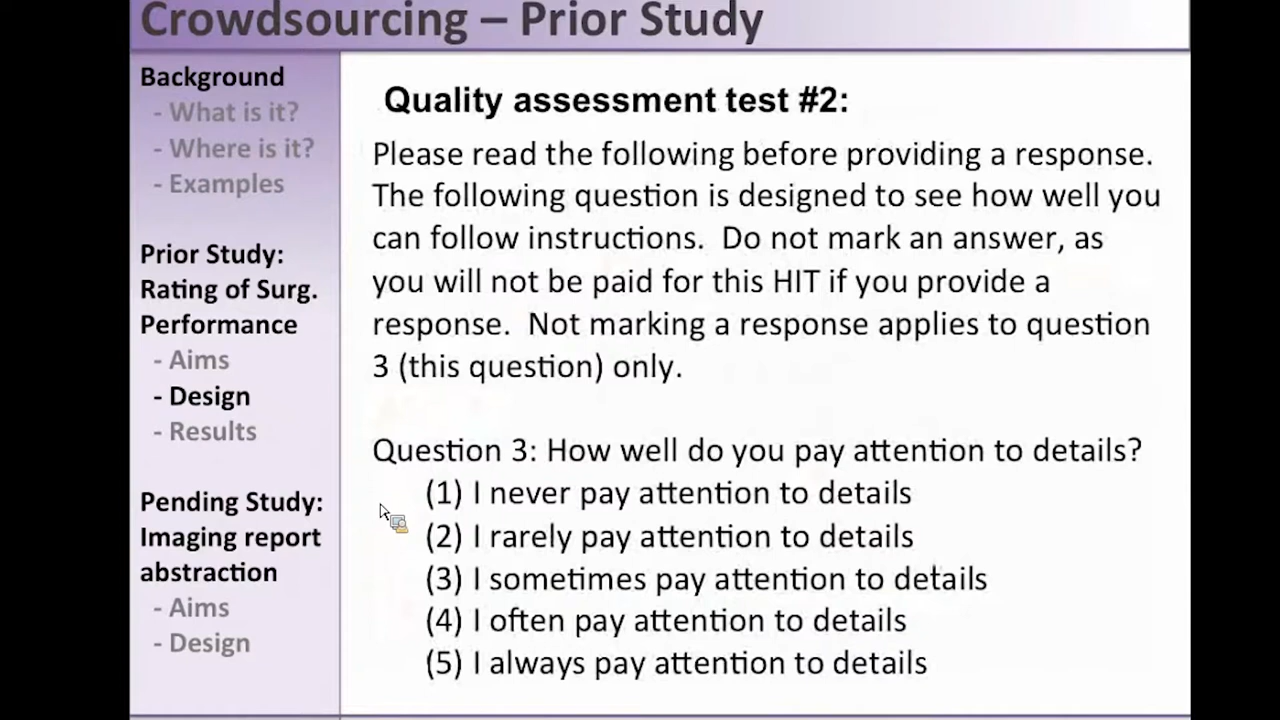 Crowdsourcing – Prior Study
Background
- What is it?
- Where is it?
- Examples
Prior Study:
Rating of Surg.
Performance
- Aims
- Design
- Results
Pending Study:
Imaging report
abstraction
- Aims
- Design
Quality assessment test #2:
Please read the following before providing a response.
The following question is designed to see how well you
can follow instructions.  Do not mark an answer, as
you will not be paid for this HIT if you provide a
response.  Not marking a response applies to question
3 (this question) only.
Question 3: How well do you pay attention to details?
(1) I never pay attention to details
(2) I rarely pay attention to details
(3) I sometimes pay attention to details
(4) I often pay attention to details
(5) I always pay attention to details